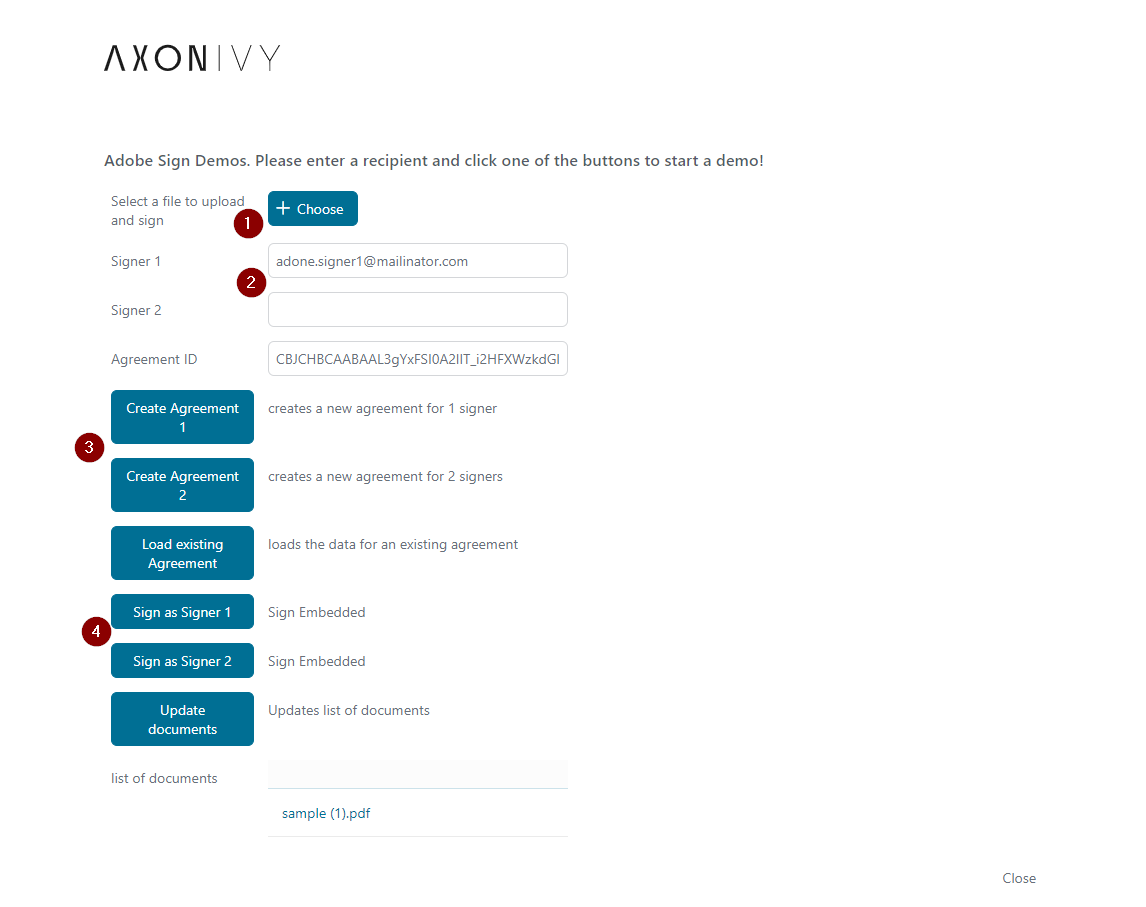 AXONIVY
Adobe Sign Demos. Please enter a recipient and click one of the buttons to start a demo!
Select a file to upload
and sign
1
+ Choose
Signer 1
adone.signer1@mailinator.com
2
Signer 2
Agreement ID
CBJCHBCAABAAL3gYxFSI0A2IIT_i2HFXWzkdGI
Create Agreement
1
creates a new agreement for 1 signer
3
Create Agreement
2
creates a new agreement for 2 signers
Load existing
Agreement
loads the data for an existing agreement
Sign as Signer 1
Sign Embedded
4
Sign as Signer 2
Sign Embedded
Update
documents
Updates list of documents
list of documents
sample (1).pdf
Close